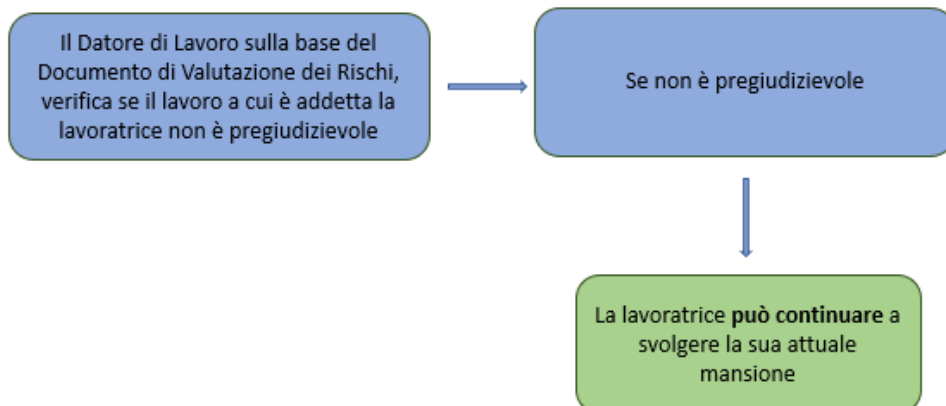 Il Datore di Lavoro sulla base del
Documento di Valutazione dei Rischi,
verifica se il lavoro a cui è addetta la
lavoratrice non è pregiudizievole
Se non è pregiudizievole
La lavoratrice può continuare a
svolgere la sua attuale
mansione